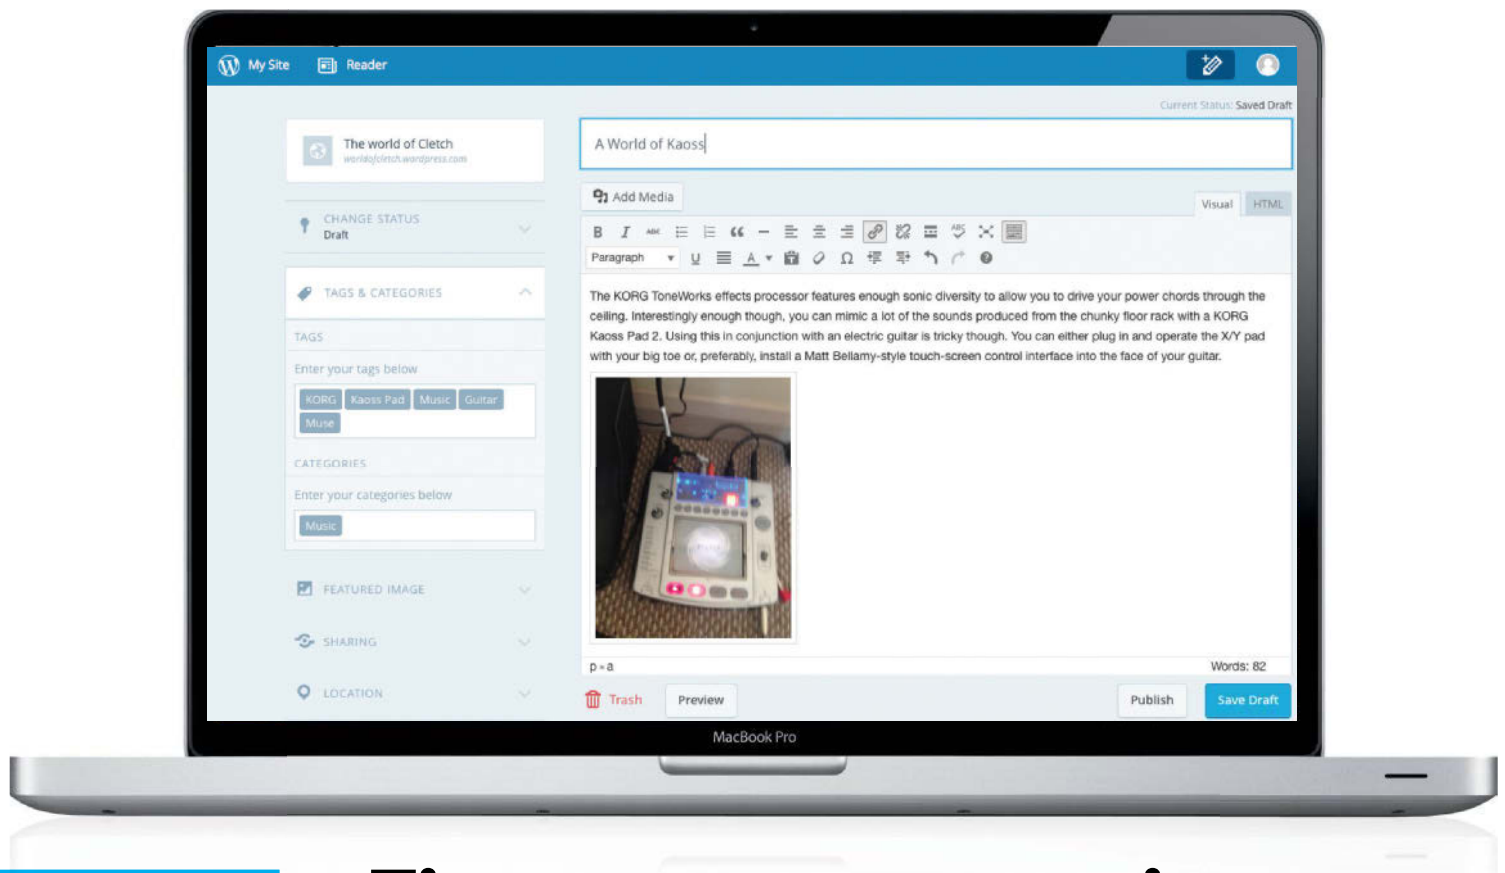 My Site
Reader
Current Status: Saved Draft
The world of Cletch
worldofcletch.wordpress.com
A World of Kaoss
CHANGE STATUS
Draft
Add Media
Visual
HTML
B I ABC
ABC
Paragraph
U A T Ω
TAGS & CATEGORIES
TAGS
Enter your tags below
KORG Kaoss Pad Music Guitar
Muse
CATEGORIES
Enter your categories below
Music
The KORG ToneWorks effects processor features enough sonic diversity to allow you to drive your power chords through the
ceiling. Interestingly enough though, you can mimic a lot of the sounds produced from the chunky floor rack with a KORG
Kaoss Pad 2. Using this in conjunction with an electric guitar is tricky though. You can either plug in and operate the X/Y pad
with your big toe or, preferably, install a Matt Bellamy-style touch-screen control interface into the face of your guitar.
FEATURED IMAGE
SHARING
LOCATION
p » a
Words: 82
Trash
Preview
Publish
Save Draft
MacBook Pro